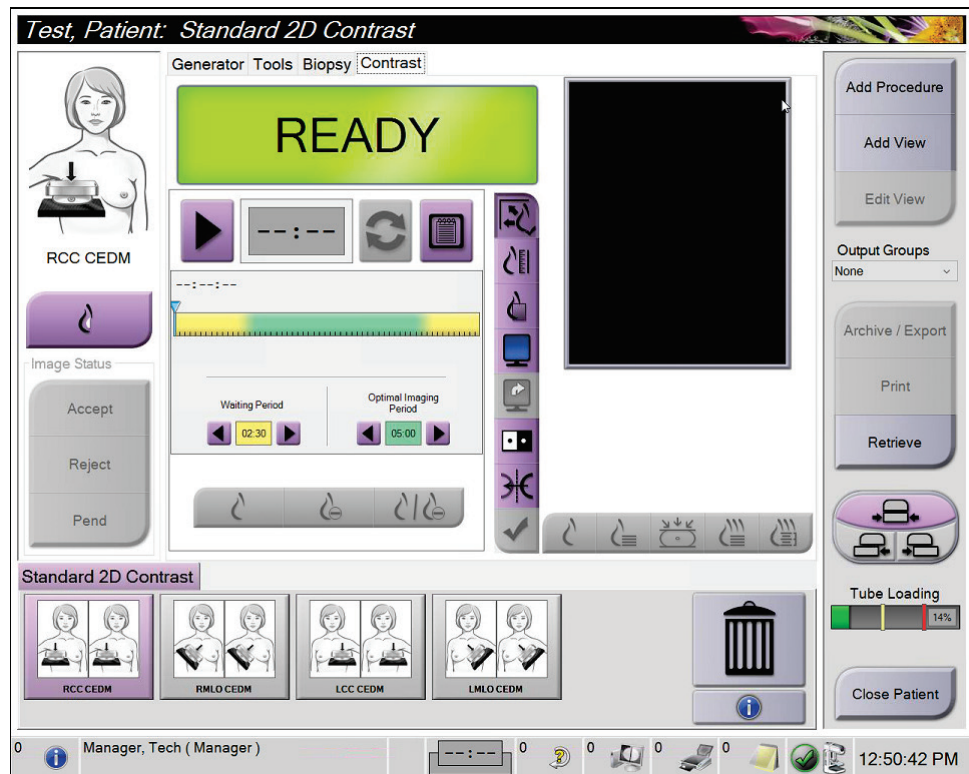 Test, Patient: Standard 2D Contrast
Generator Tools Biopsy Contrast
READY
--:--
RCC CEDM
--:--:--
Waiting Period
02:30
Optimal Imaging
Period
05:00
Image Status
Accept
Reject
Pend
Add Procedure
Add View
Edit View
Output Groups
None
Archive / Export
Print
Retrieve
Tube Loading
14%
Close Patient
Standard 2D Contrast
RCC CEDM
RMLO CEDM
LCC CEDM
LMLO CEDM
0 Manager, Tech ( Manager ) --:-- 0 0 0 0 12:50:42 PM